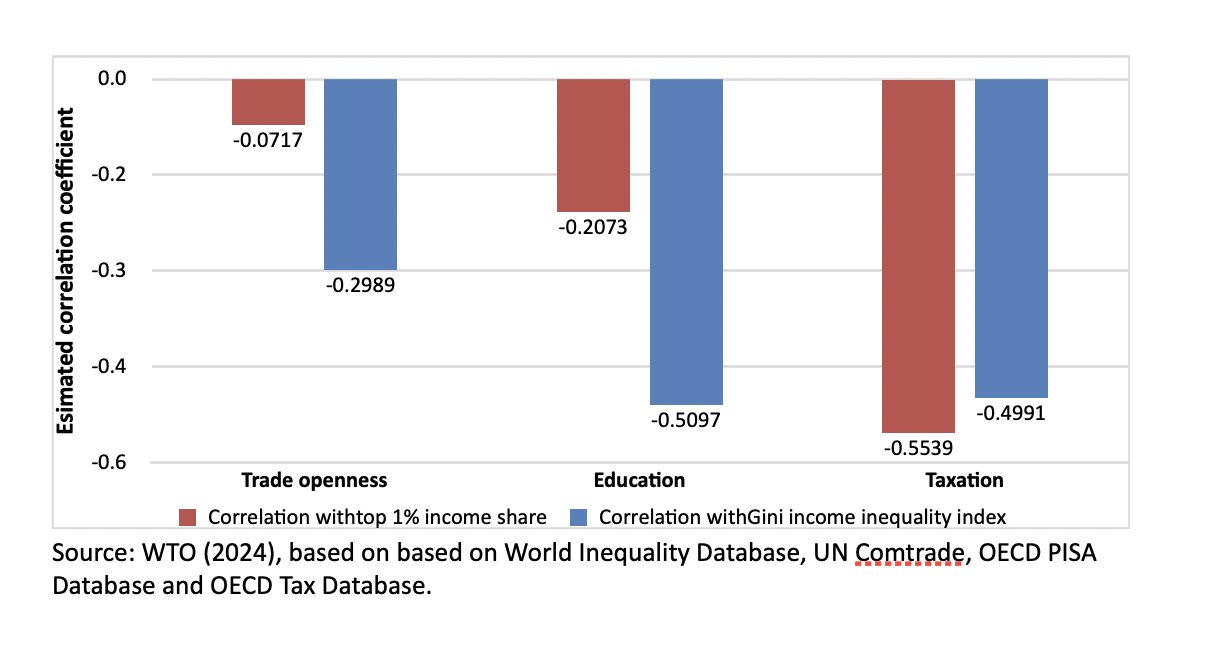 Esimated correlation coefficient
0.0
-0.2
-0.3
-0.4
-0.6
-0.0717
-0.2989
-0.2073
-0.5097
-0.5539
-0.4991
Trade openness
Education
Taxation
Correlation withtop 1% income share
Correlation withGini income inequality index
Source: WTO (2024), based on based on World Inequality Database, UN Comtrade, OECD PISA
Database and OECD Tax Database.